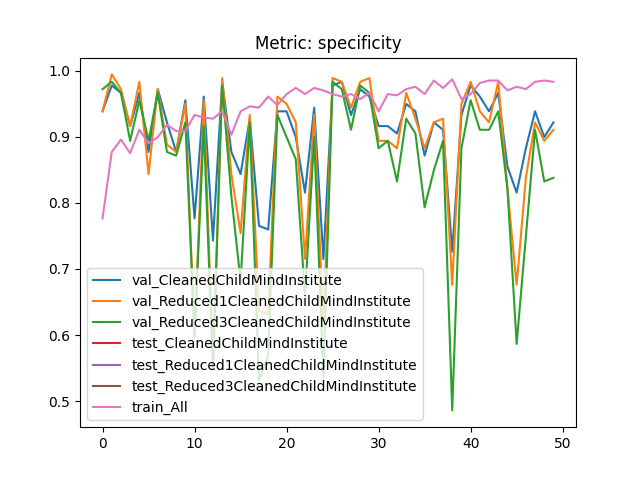 Metric: specificity
1.0
0.9
0.8
0.7
0.6
0.5
val_CleanedChildMindInstitute
val_Reduced1CleanedChildMindInstitute
val_Reduced3CleanedChildMindInstitute
test_CleanedChildMindInstitute
test_Reduced1CleanedChildMindInstitute
test_Reduced3CleanedChildMindInstitute
train_All
0 10 20 30 40 50